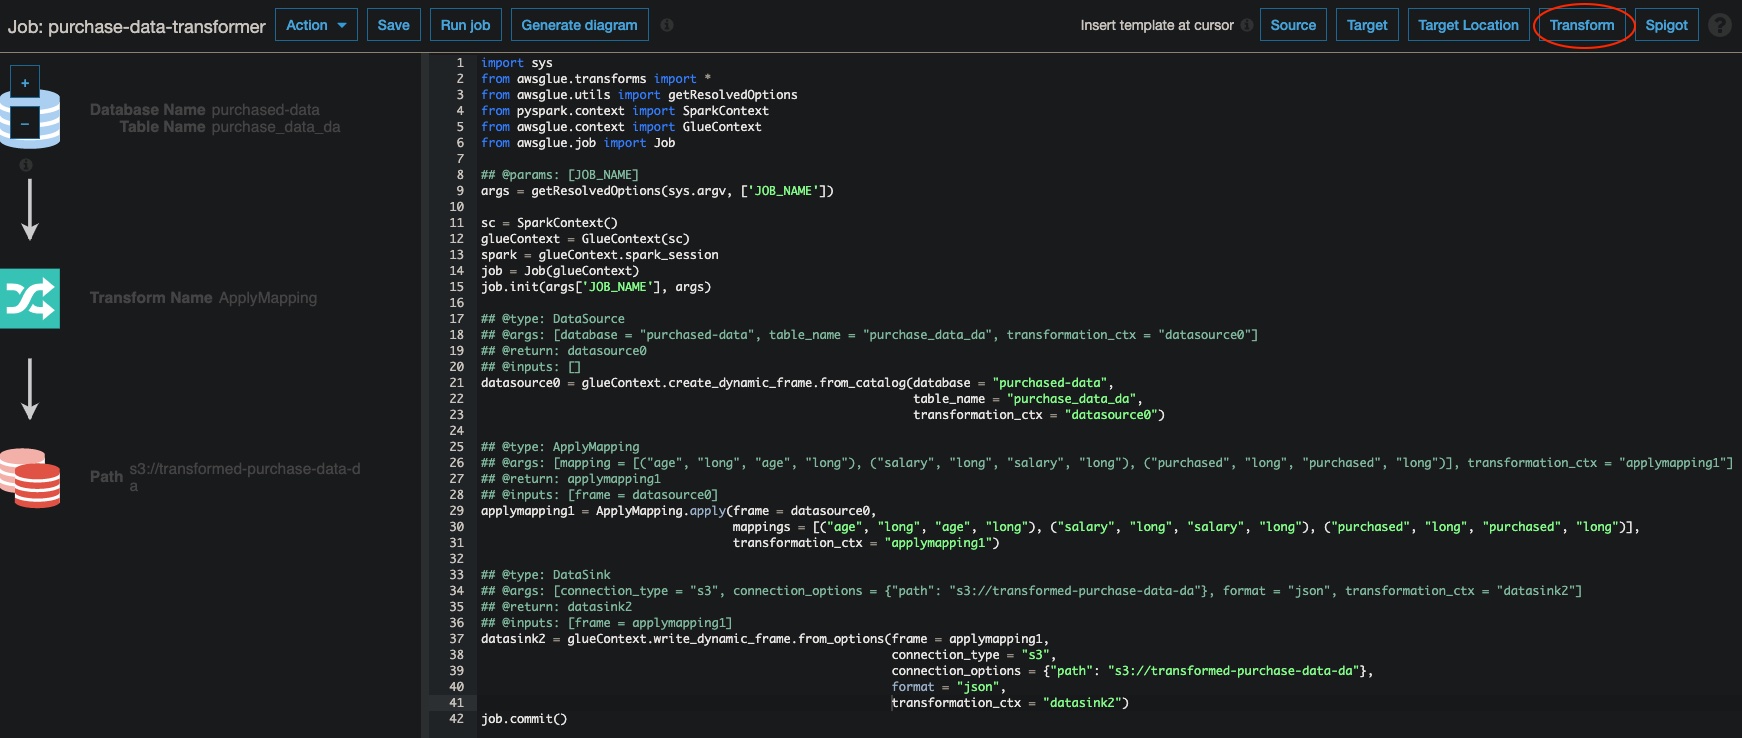 Job: purchase-data-transformer Action Save Run job Generate diagram Insert template at cursor Source Target Target Location Transform Spigot ?
+
−
Database Name purchased-data
Table Name purchase_data_da
Transform Name ApplyMapping
Path s3://transformed-purchase-data-d
a
1 import sys
2 from awsglue.transforms import *
3 from awsglue.utils import getResolvedOptions
4 from pyspark.context import SparkContext
5 from awsglue.context import GlueContext
6 from awsglue.job import Job
7
8 ## @params: [JOB_NAME]
9 args = getResolvedOptions(sys.argv, ['JOB_NAME'])
10
11 sc = SparkContext()
12 glueContext = GlueContext(sc)
13 spark = glueContext.spark_session
14 job = Job(glueContext)
15 job.init(args['JOB_NAME'], args)
16
17 ## @type: DataSource
18 ## @args: [database = "purchased-data", table_name = "purchase_data_da", transformation_ctx = "datasource0"]
19 ## @return: datasource0
20 ## @inputs: []
21 datasource0 = glueContext.create_dynamic_frame.from_catalog(database = "purchased-data",
22 table_name = "purchase_data_da",
23 transformation_ctx = "datasource0")
24
25 ## @type: ApplyMapping
26 ## @args: [mapping = [("age", "long", "age", "long"), ("salary", "long", "salary", "long"), ("purchased", "long", "purchased", "long")], transformation_ctx = "applymapping1"]
27 ## @return: applymapping1
28 ## @inputs: [frame = datasource0]
29 applymapping1 = ApplyMapping.apply(frame = datasource0,
30 mappings = [("age", "long", "age", "long"), ("salary", "long", "salary", "long"), ("purchased", "long", "purchased", "long")],
31 transformation_ctx = "applymapping1")
32
33 ## @type: DataSink
34 ## @args: [connection_type = "s3", connection_options = {"path": "s3://transformed-purchase-data-da"}, format = "json", transformation_ctx = "datasink2"]
35 ## @return: datasink2
36 ## @inputs: [frame = applymapping1]
37 datasink2 = glueContext.write_dynamic_frame.from_options(frame = applymapping1,
38 connection_type = "s3",
39 connection_options = {"path": "s3://transformed-purchase-data-da"},
40 format = "json",
41 transformation_ctx = "datasink2")
42 job.commit()